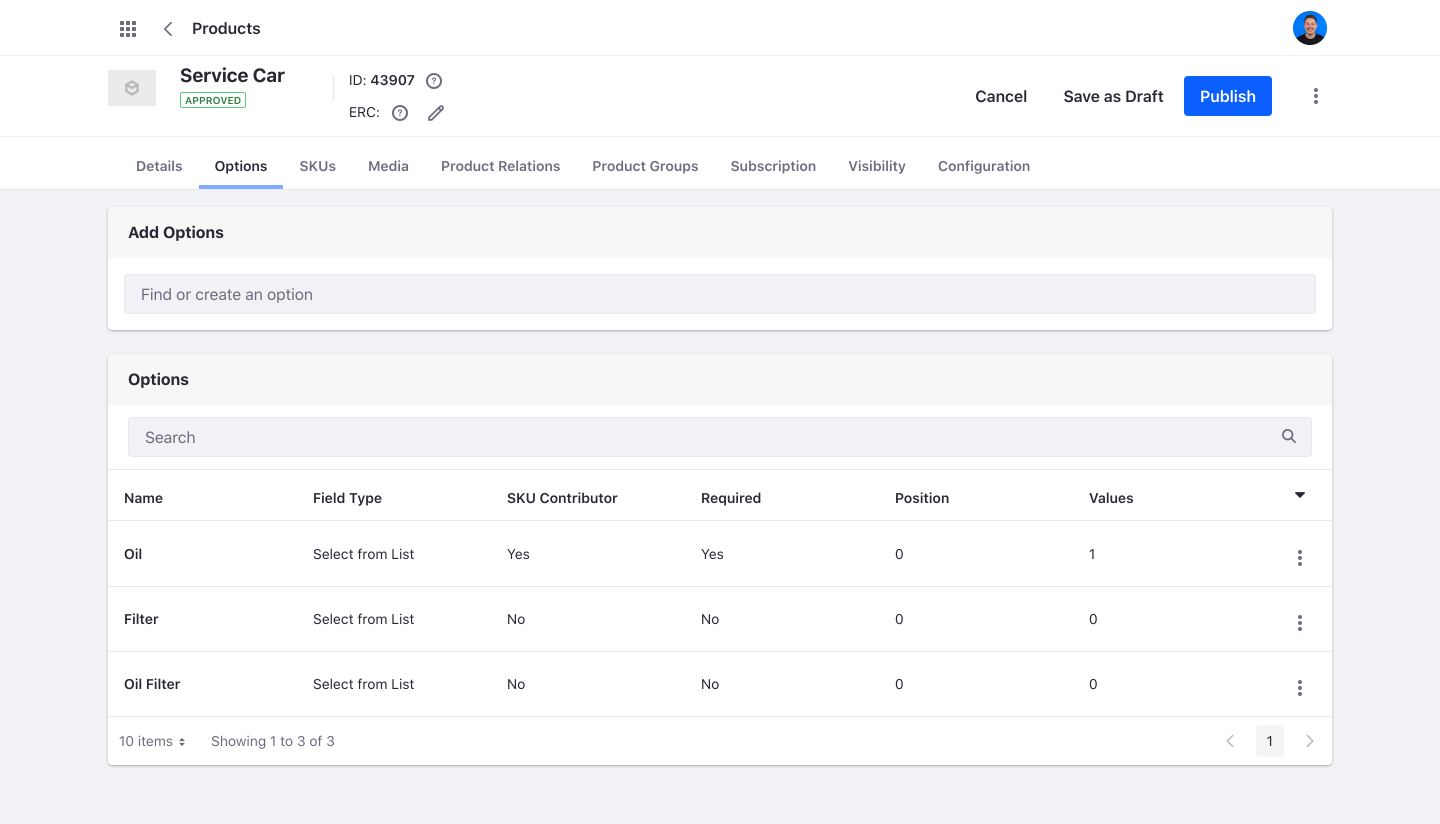 Products
Service Car
APPROVED
ID: 43907
ERC:
Cancel
Save as Draft
Publish
Details Options SKUs Media Product Relations Product Groups Subscription Visibility Configuration
Add Options
Find or create an option
Options
Search
Name Field Type SKU Contributor Required Position Values
Oil Select from List Yes Yes 0 1
Filter Select from List No No 0 0
Oil Filter Select from List No No 0 0
10 items Showing 1 to 3 of 3 1